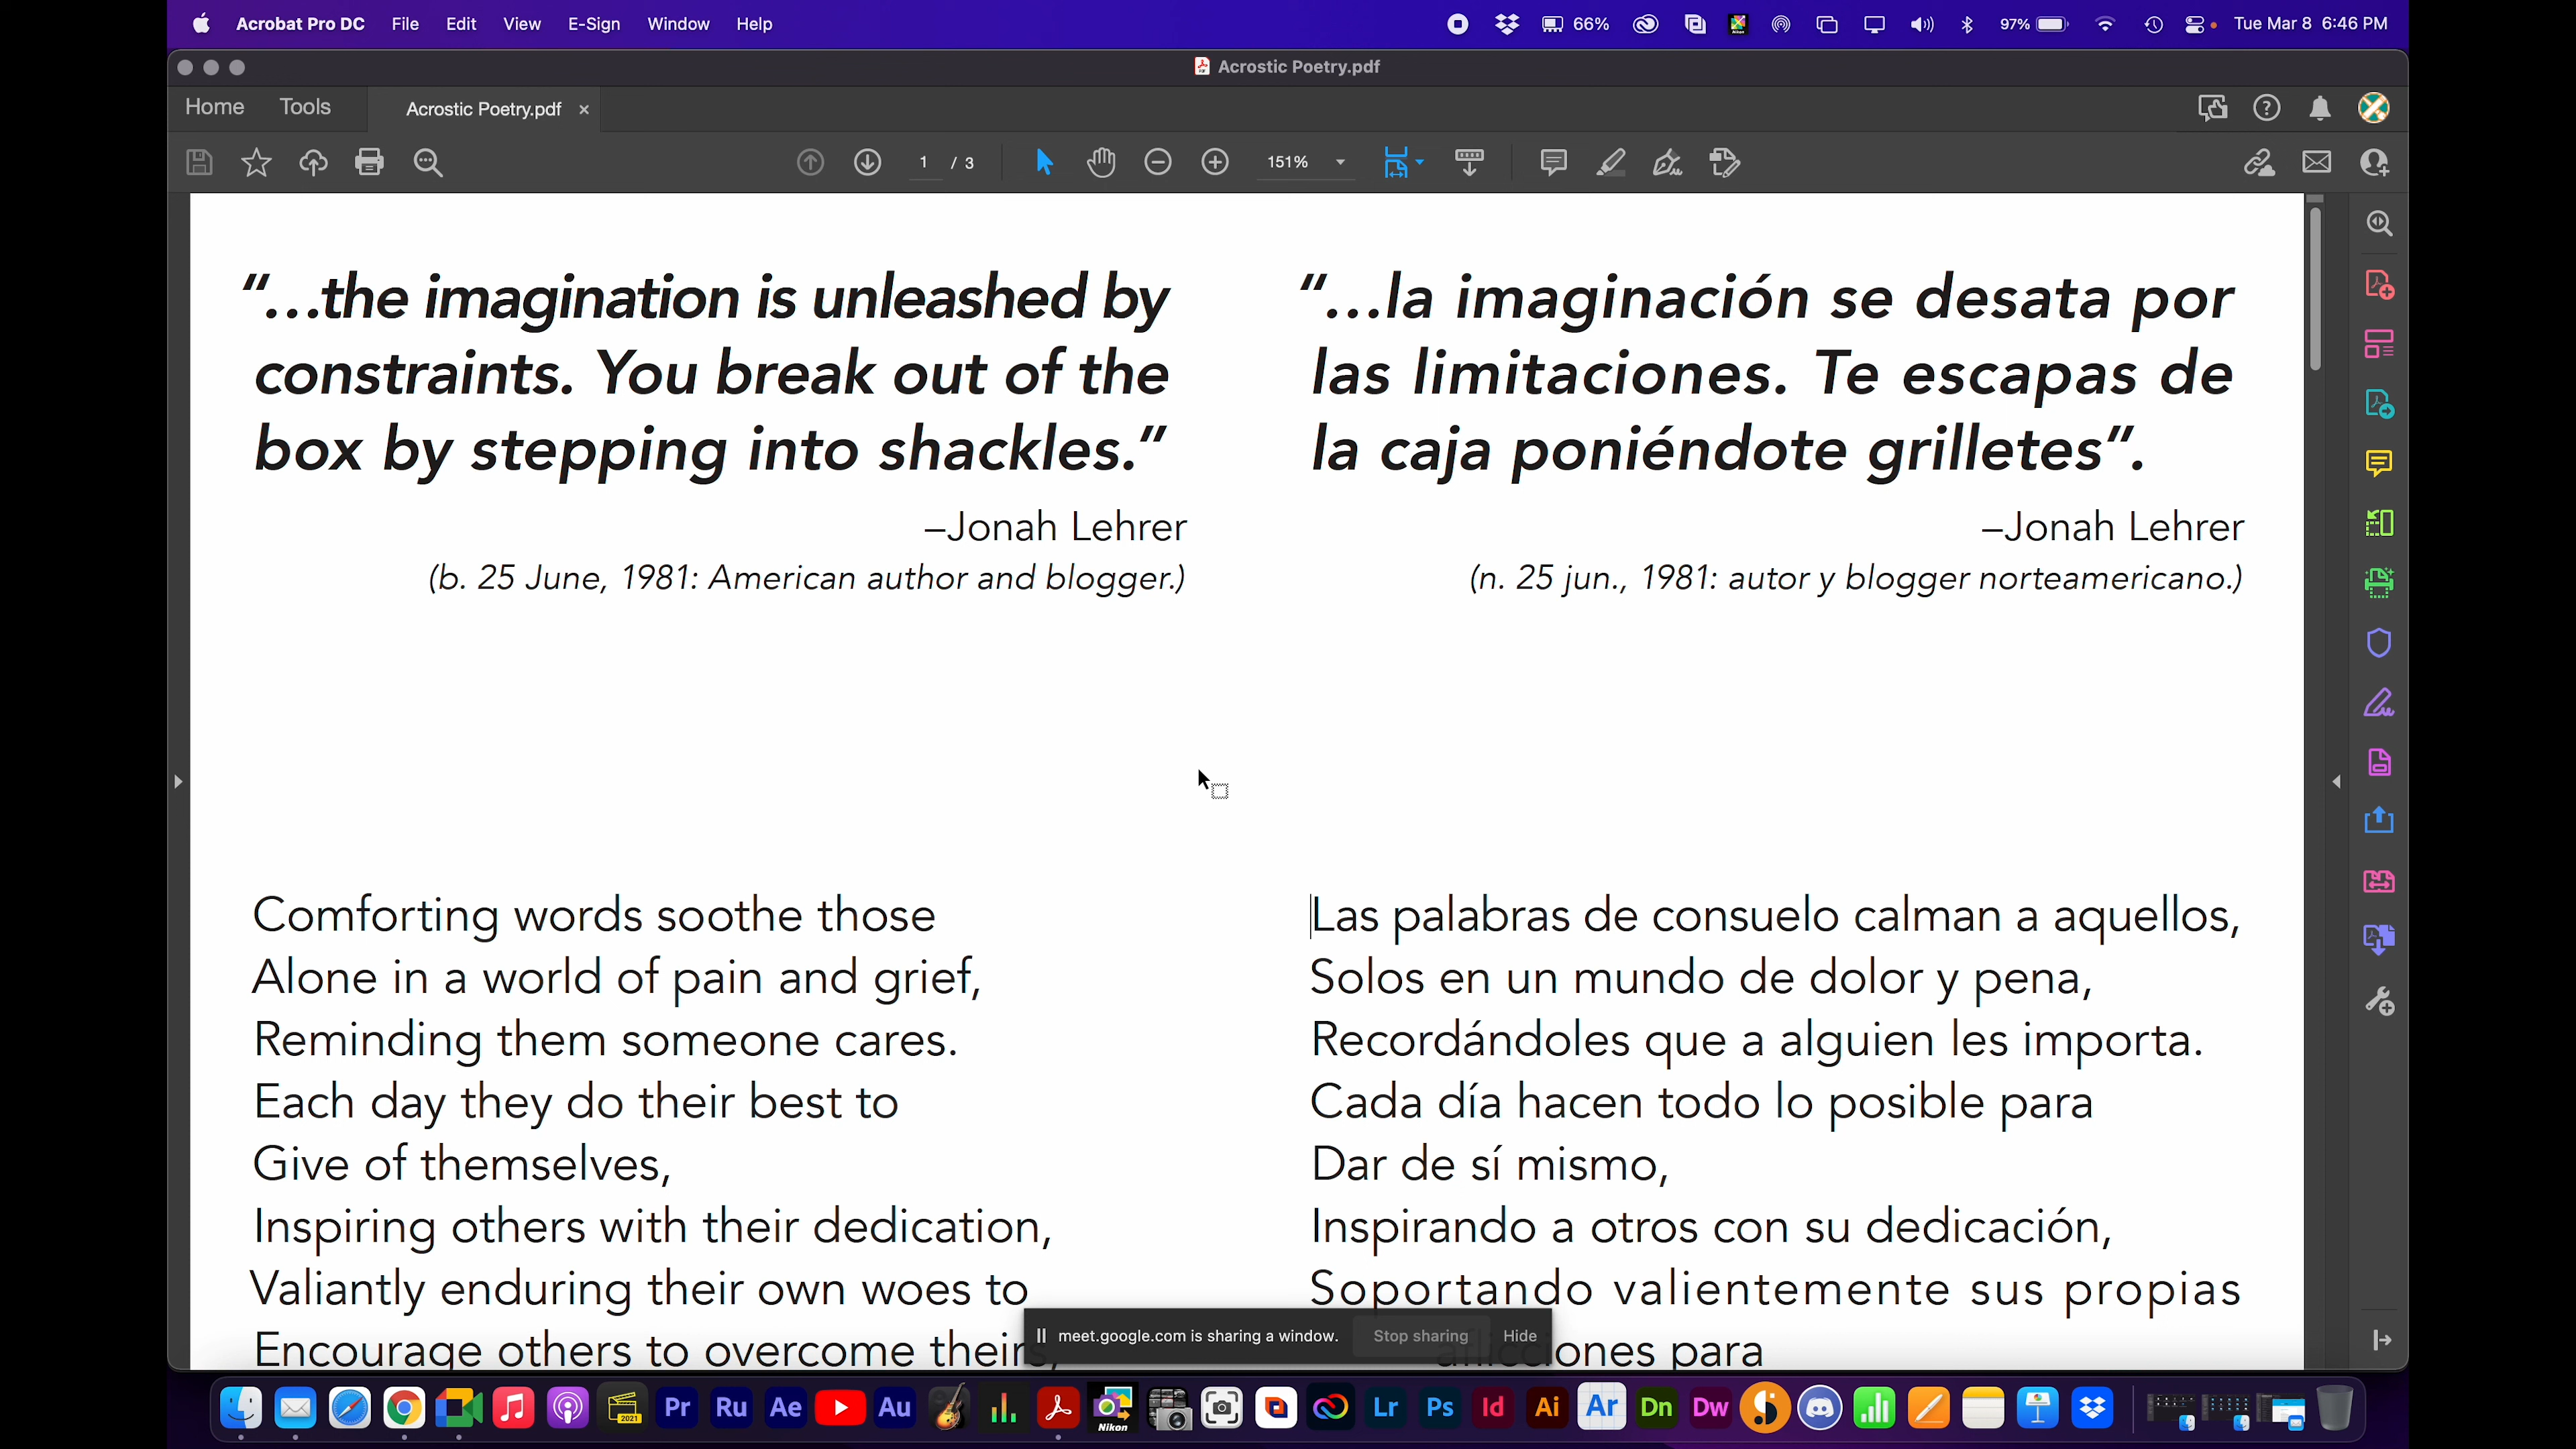 Acrobat Pro DC File Edit View E-Sign Window Help 66% 97% Tue Mar 8 6:46 PM
Acrostic Poetry.pdf
Home Tools Acrostic Poetry.pdf ×
1 / 3 151%
“…the imagination is unleashed by
constraints. You break out of the
box by stepping into shackles.”
–Jonah Lehrer
(b. 25 June, 1981: American author and blogger.)
“…la imaginación se desata por
las limitaciones. Te escapas de
la caja poniéndote grilletes”.
–Jonah Lehrer
(n. 25 jun., 1981: autor y blogger norteamericano.)
Comforting words soothe those
Alone in a world of pain and grief,
Reminding them someone cares.
Each day they do their best to
Give of themselves,
Inspiring others with their dedication,
Valiantly enduring their own woes to
Encourage others to overcome theirs,
Las palabras de consuelo calman a aquellos,
Solos en un mundo de dolor y pena,
Recordándoles que a alguien les importa.
Cada día hacen todo lo posible para
Dar de sí mismo,
Inspirando a otros con su dedicación,
Soportando valientemente sus propias
aflicciones para
meet.google.com is sharing a window. Stop sharing Hide
2021 Pr Ru Ae Au Nikon Lr Ps Id Ai Ar Dn Dw